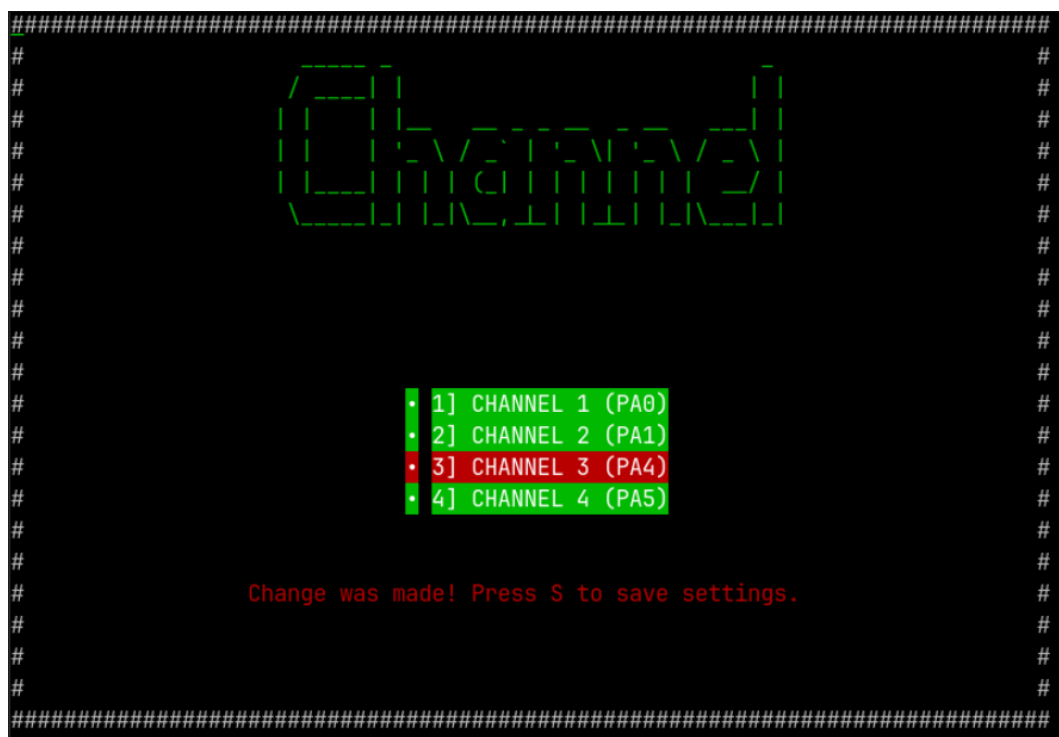 Channel
• 1] CHANNEL 1 (PA0)
• 2] CHANNEL 2 (PA1)
• 3] CHANNEL 3 (PA4)
• 4] CHANNEL 4 (PA5)
Change was made! Press S to save settings.